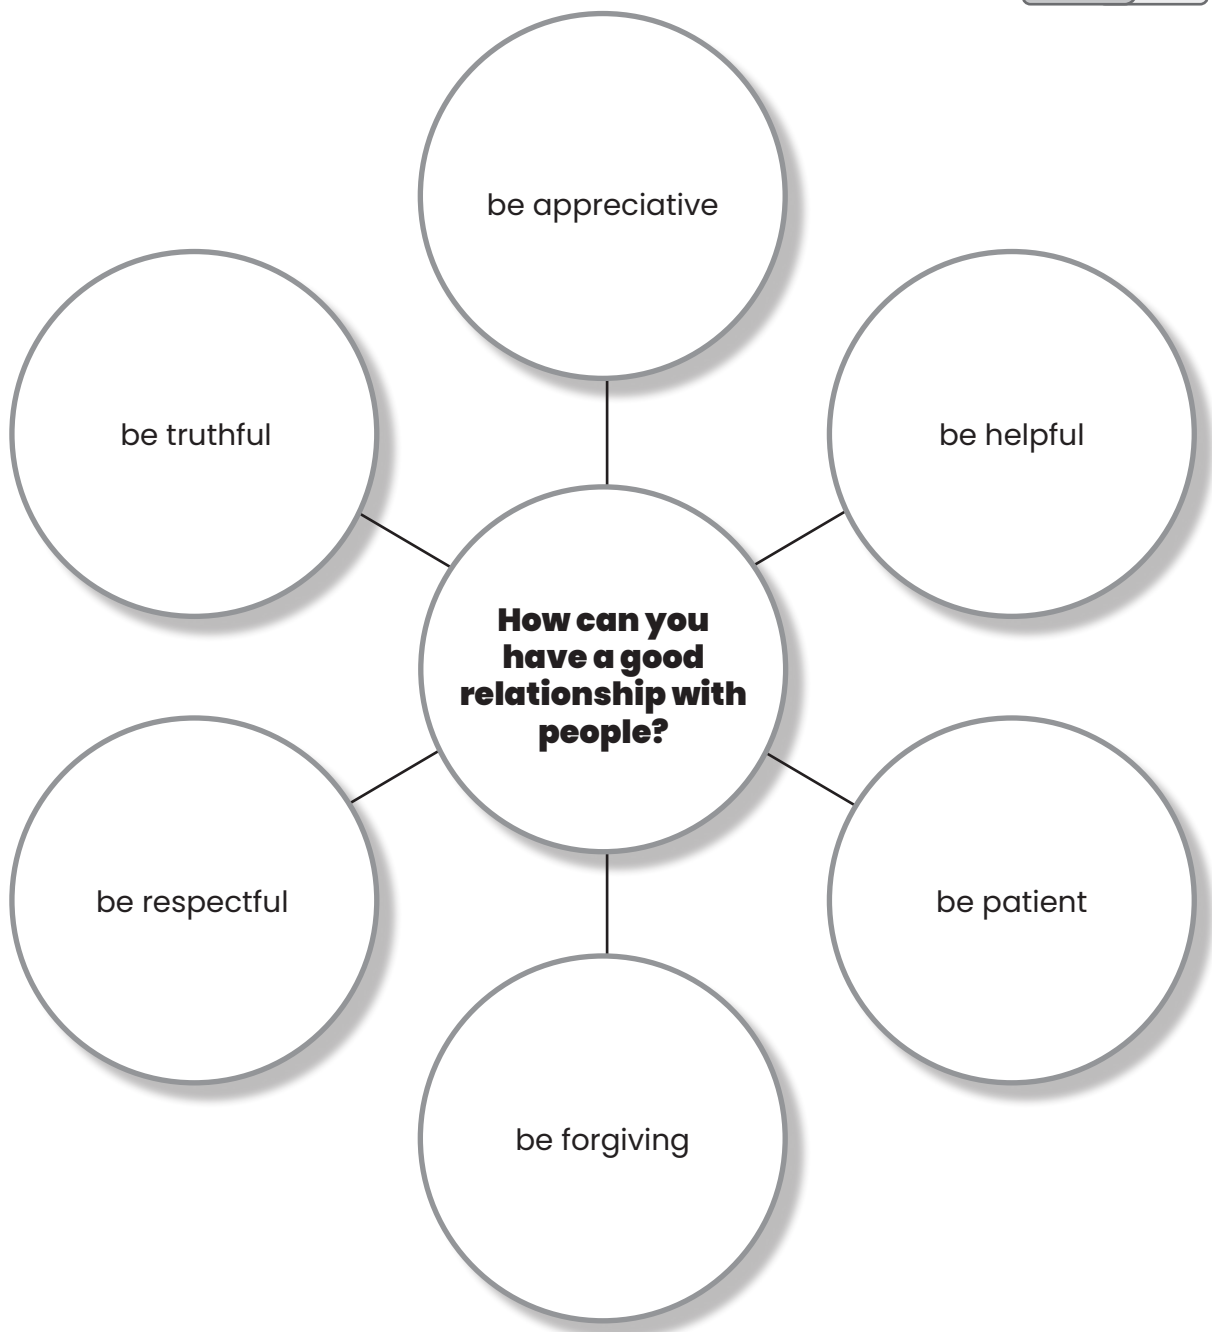 be appreciative
be truthful
be helpful
How can you
have a good
relationship with
people?
be respectful
be patient
be forgiving